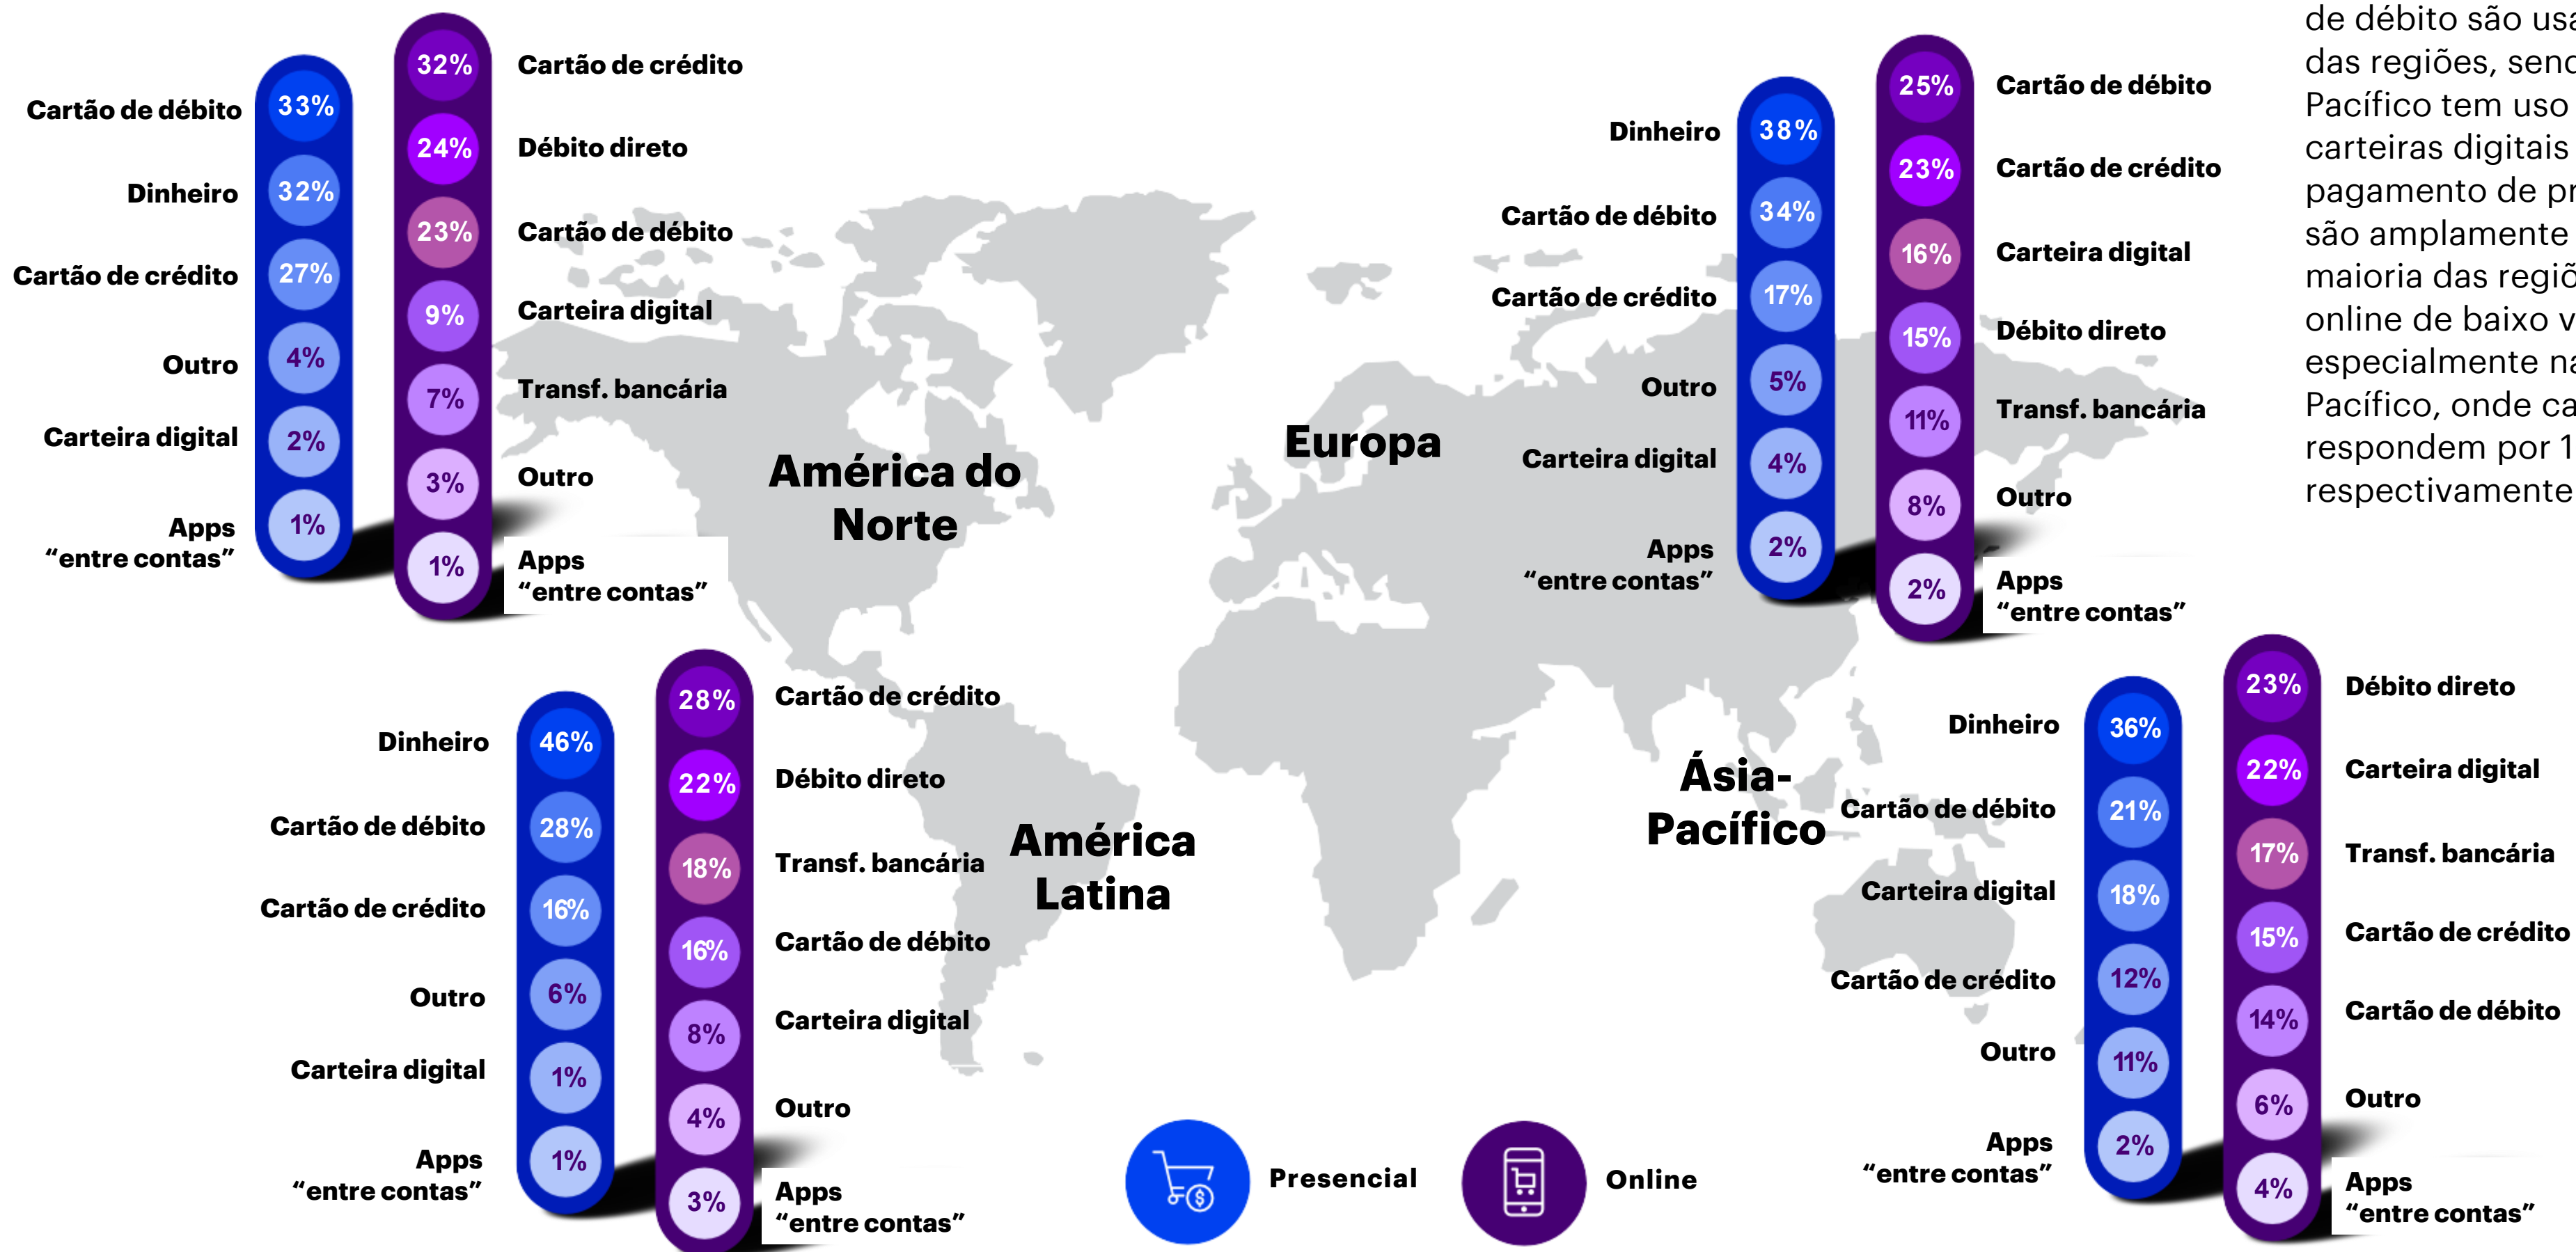 Cartão de débito 33%
Dinheiro 32%
Cartão de crédito 27%
Outro 4%
Carteira digital 2%
Apps 1%
“entre contas”
32% Cartão de crédito
24% Débito direto
23% Cartão de débito
9% Carteira digital
7% Transf. bancária
3% Outro
1% Apps
“entre contas”
América do
Norte
Europa
Dinheiro 38%
Cartão de débito 34%
Cartão de crédito 17%
Outro 5%
Carteira digital 4%
Apps 2%
“entre contas”
25% Cartão de débito
23% Cartão de crédito
16% Carteira digital
15% Débito direto
11% Transf. bancária
8% Outro
2% Apps
“entre contas”
de débito são
das regiões,
Pacífico tem uso
carteiras digitais
pagamento de
são amplamente
maioria das
online de baixo
especialmente
Pacífico, onde
respondem por
respectivamente
Dinheiro 46%
Cartão de débito 28%
Cartão de crédito 16%
Outro 6%
Carteira digital 1%
Apps 1%
“entre contas”
28% Cartão de crédito
22% Débito direto
18% Transf. bancária
16% Cartão de débito
8% Carteira digital
4% Outro
3% Apps
“entre contas”
América
Latina
Ásia-
Pacífico
Dinheiro 36%
Cartão de débito 21%
Carteira digital 18%
Cartão de crédito 12%
Outro 11%
Apps 2%
“entre contas”
23% Débito direto
22% Carteira digital
17% Transf. bancária
15% Cartão de crédito
14% Cartão de débito
6% Outro
4% Apps
“entre contas”
Presencial
Online